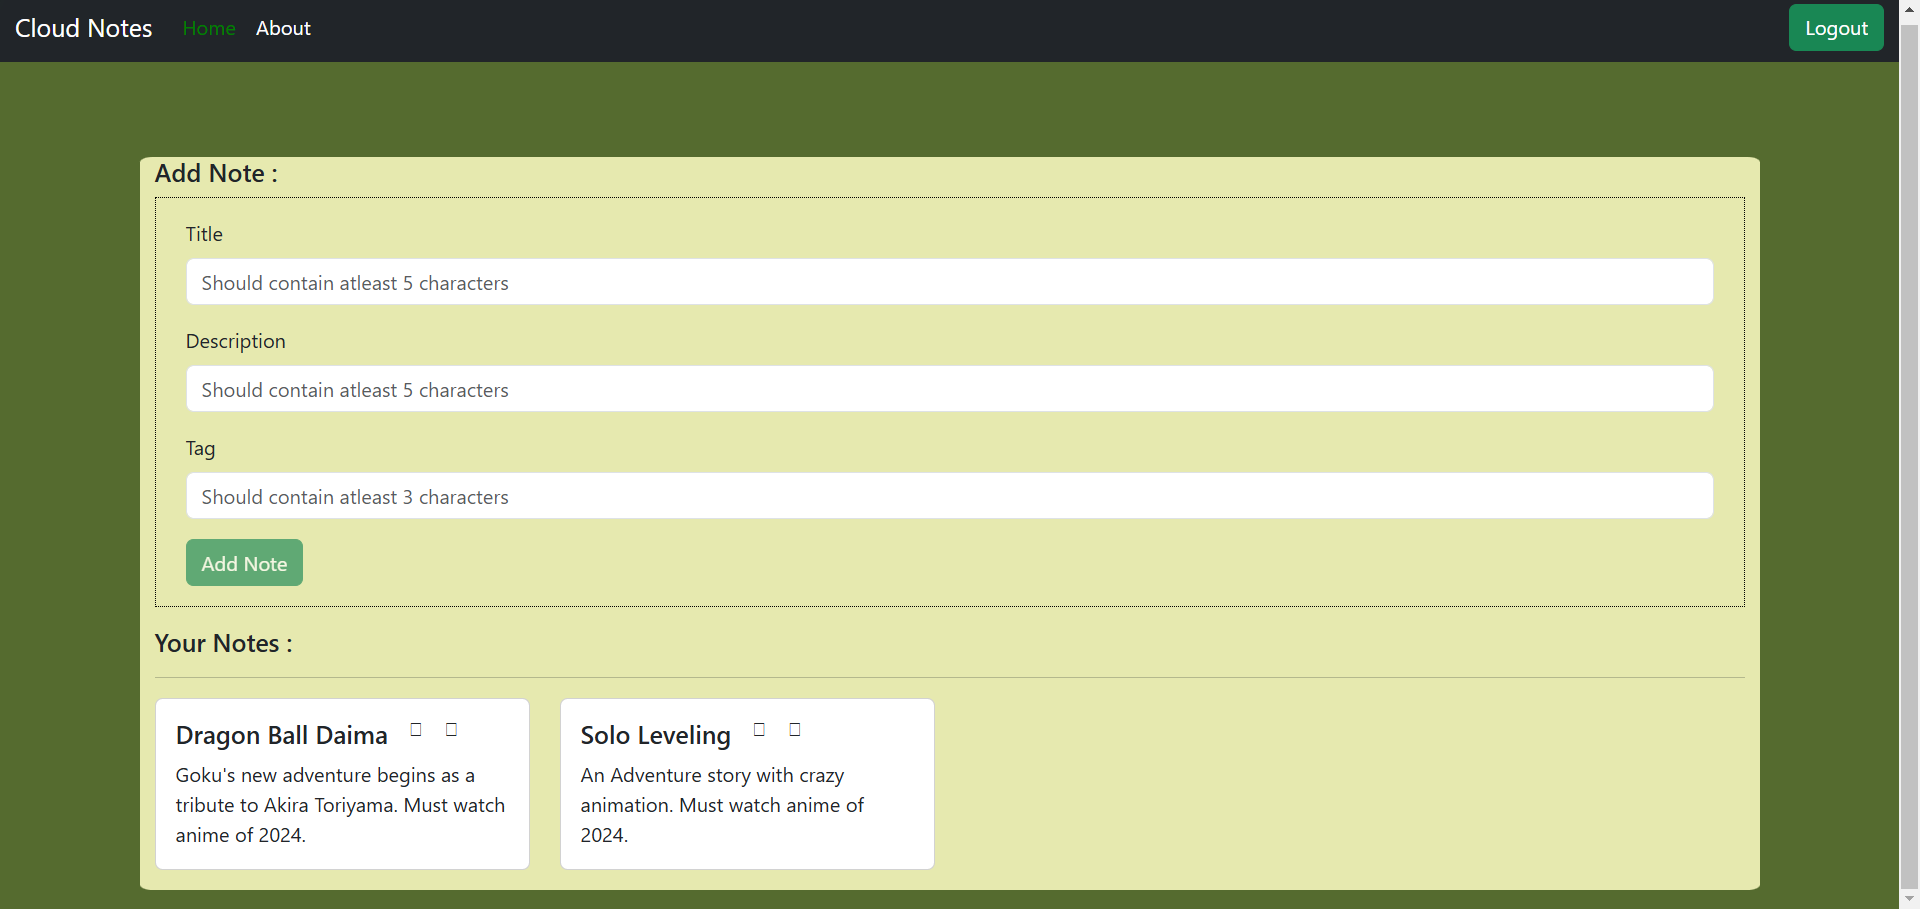 Cloud Notes Home About Logout
Add Note :
Title
Should contain atleast 5 characters
Description
Should contain atleast 5 characters
Tag
Should contain atleast 3 characters
Add Note
Your Notes :
Dragon Ball Daima
Goku's new adventure begins as a
tribute to Akira Toriyama. Must watch
anime of 2024.
Solo Leveling
An Adventure story with crazy
animation. Must watch anime of
2024.